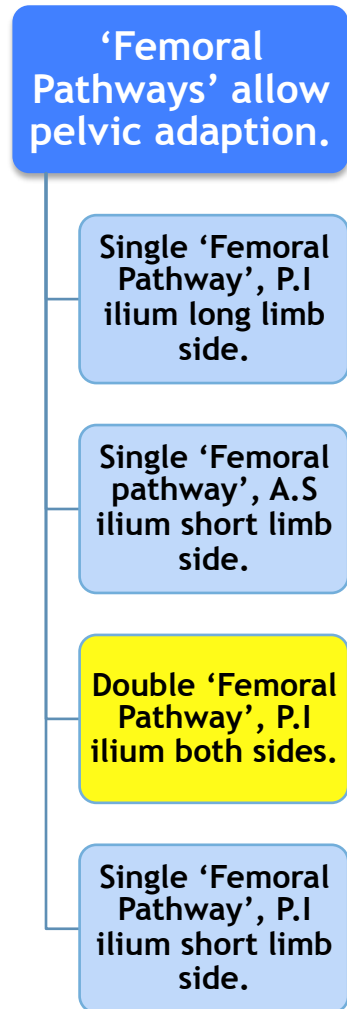 ‘Femoral
Pathways’ allow
pelvic adaption.
Single ‘Femoral
Pathway’, P.I
ilium long limb
side.
Single ‘Femoral
pathway’, A.S
ilium short limb
side.
Double ‘Femoral
Pathway’, P.I
ilium both sides.
Single ‘Femoral
Pathway’, P.I
ilium short limb
side.